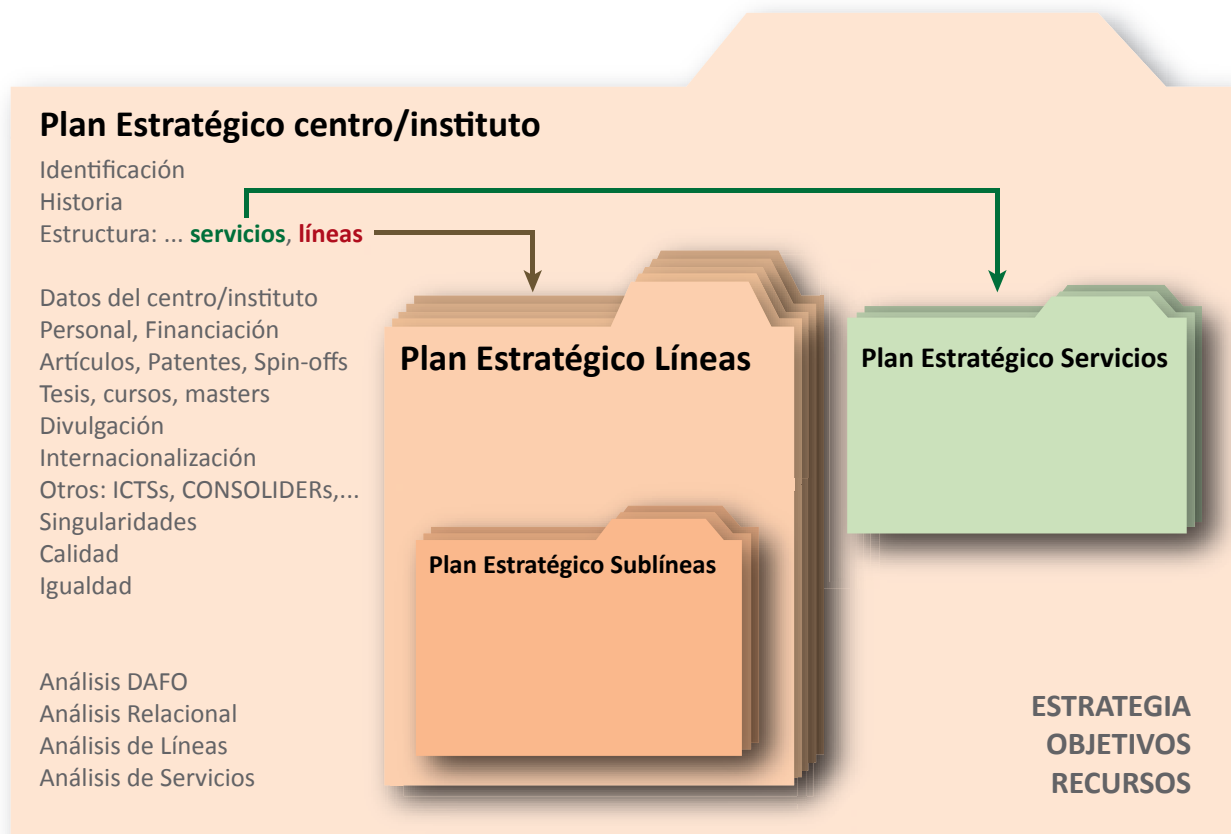 Plan Estratégico centro/instituto
Identificación
Historia
Estructura: ... servicios, líneas
Datos del centro/instituto
Personal, Financiación
Artículos, Patentes, Spin-offs
Tesis, cursos, masters
Divulgación
Internacionalización
Otros: ICTSs, CONSOLIDERs,...
Singularidades
Calidad
Igualdad
Análisis DAFO
Análisis Relacional
Análisis de Líneas
Análisis de Servicios
Plan Estratégico Líneas
Plan Estratégico Sublíneas
Plan Estratégico Servicios
ESTRATEGIA
OBJETIVOS
RECURSOS